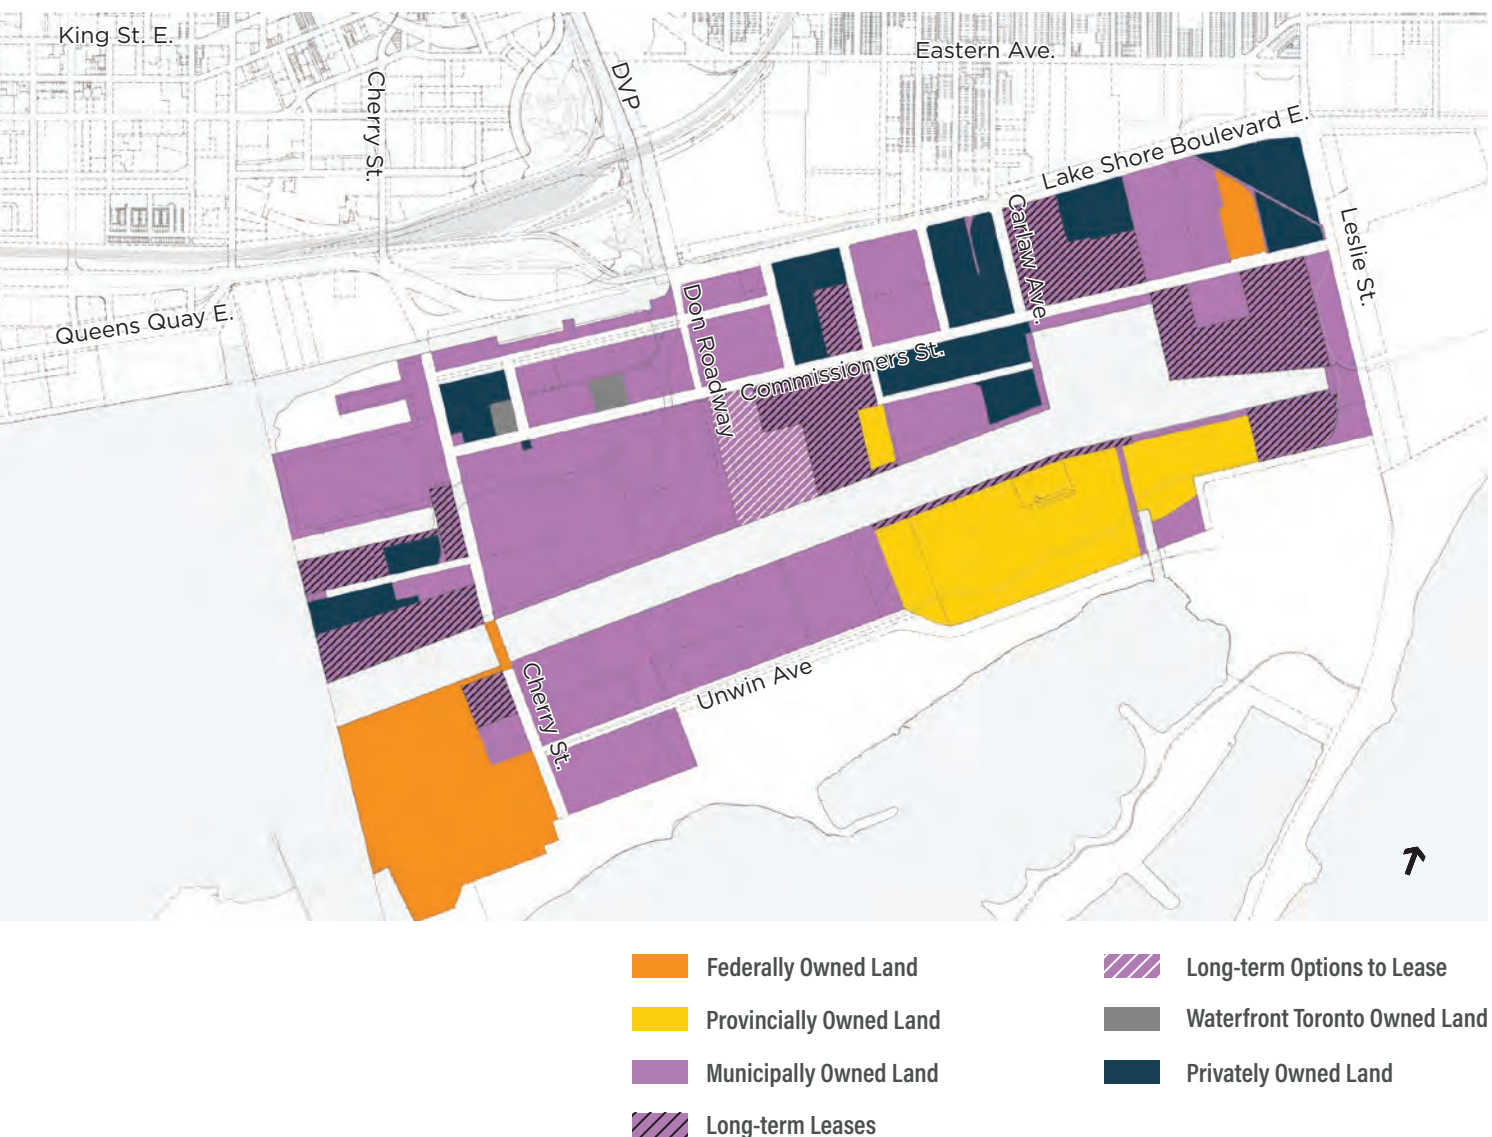 King St. E.
Cherry St.
DVP
Eastern Ave.
Lake Shore Boulevard E.
Carlaw Ave.
Leslie St.
Queens Quay E.
Don Roadway
Commissioners St.
Cherry St.
Unwin Ave
Federally Owned Land
Provincially Owned Land
Municipally Owned Land
Long-term Leases
Long-term Options to Lease
Waterfront Toronto Owned Land
Privately Owned Land